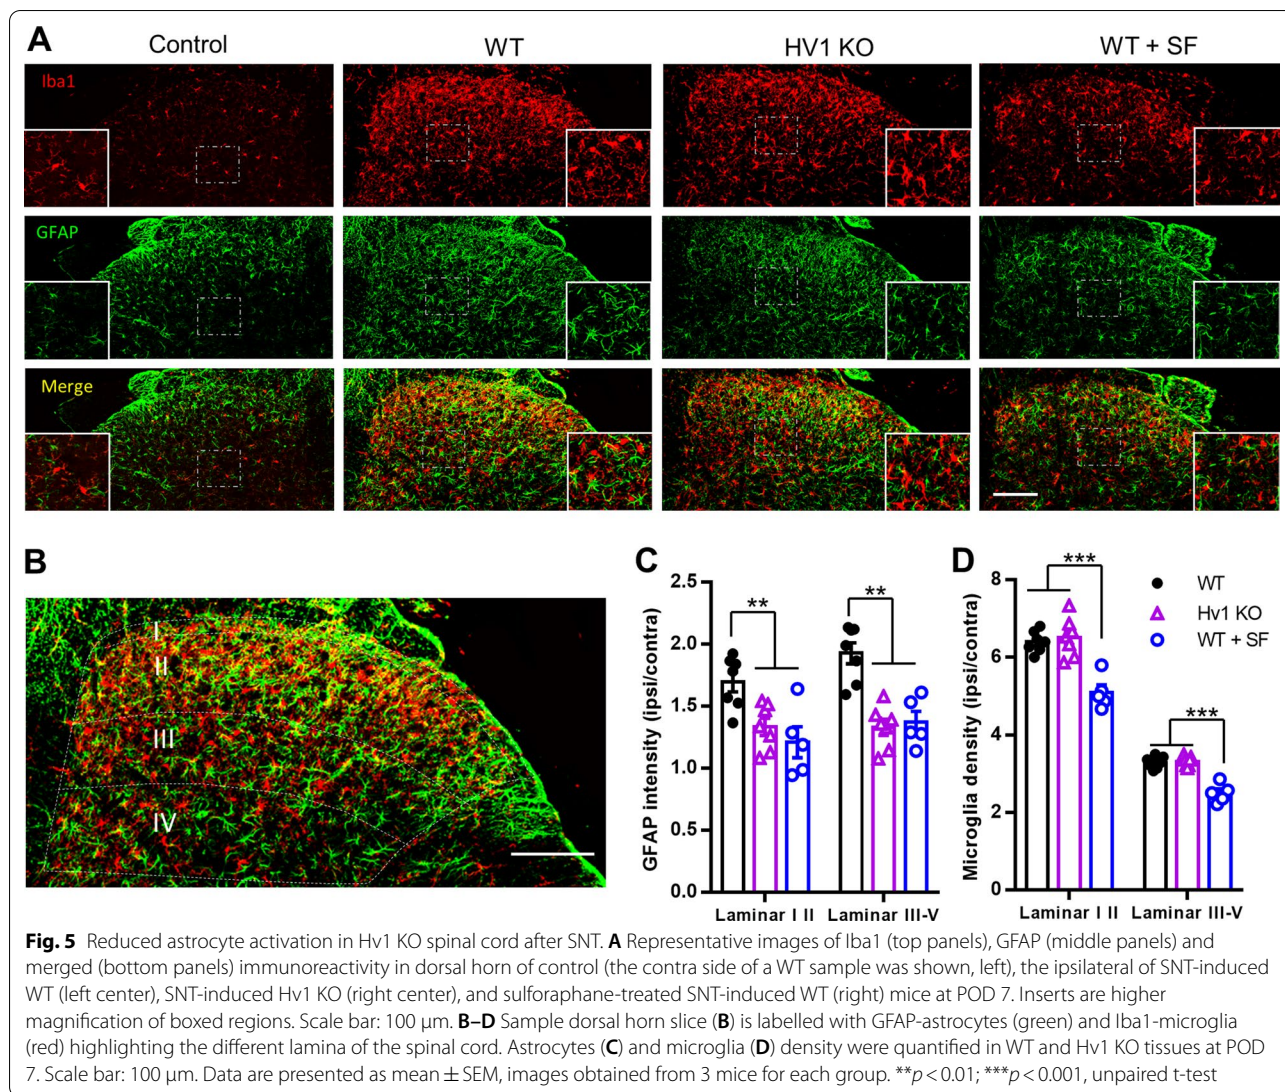 A
Control
WT
HV1 KO
WT + SF
Iba1
GFAP
Merge
B
I
II
III
IV
C
GFAP intensity (ipsi/contra)
2.5
2.0
1.5
1.0
0.5
0.0
**
**
Laminar I II
Laminar III-V
D
Microglia density (ipsi/contra)
8
6
4
2
0
***
***
WT
Hv1 KO
WT + SF
Laminar I II
Laminar III-V
Fig. 5 Reduced astrocyte activation in Hv1 KO spinal cord after SNT. A Representative images of Iba1 (top panels), GFAP (middle panels) and
merged (bottom panels) immunoreactivity in dorsal horn of control (the contra side of a WT sample was shown, left), the ipsilateral of SNT-induced
WT (left center), SNT-induced Hv1 KO (right center), and sulforaphane-treated SNT-induced WT (right) mice at POD 7. Inserts are higher
magnification of boxed regions. Scale bar: 100 μm. B–D Sample dorsal horn slice (B) is labelled with GFAP-astrocytes (green) and Iba1-microglia
(red) highlighting the different lamina of the spinal cord. Astrocytes (C) and microglia (D) density were quantified in WT and Hv1 KO tissues at POD
7. Scale bar: 100 μm. Data are presented as mean ± SEM, images obtained from 3 mice for each group. **p < 0.01; ***p < 0.001, unpaired t-test